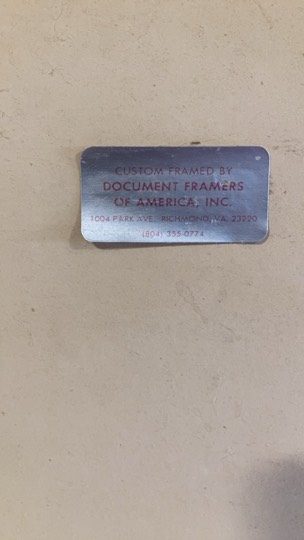 CUSTOM FRAMED BY
DOCUMENT FRAMERS
OF AMERICA, INC.
1004 PARK AVE. RICHMOND, VA. 23220
(804) 355-0774